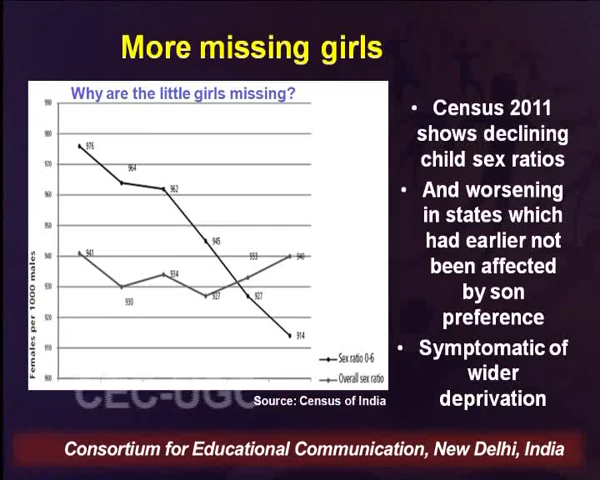 More missing girls
Why are the little girls missing?
990
980
970
960
950
940
930
920
910
900
Females per 1000 males
976
964
962
945
927
914
941
930
934
927
933
940
Sex ratio 0-6
Overall sex ratio
Source: Census of India
• Census 2011
shows declining
child sex ratios
• And worsening
in states which
had earlier not
been affected
by son
preference
• Symptomatic of
wider
deprivation
CEC-UGC
Consortium for Educational Communication, New Delhi, India